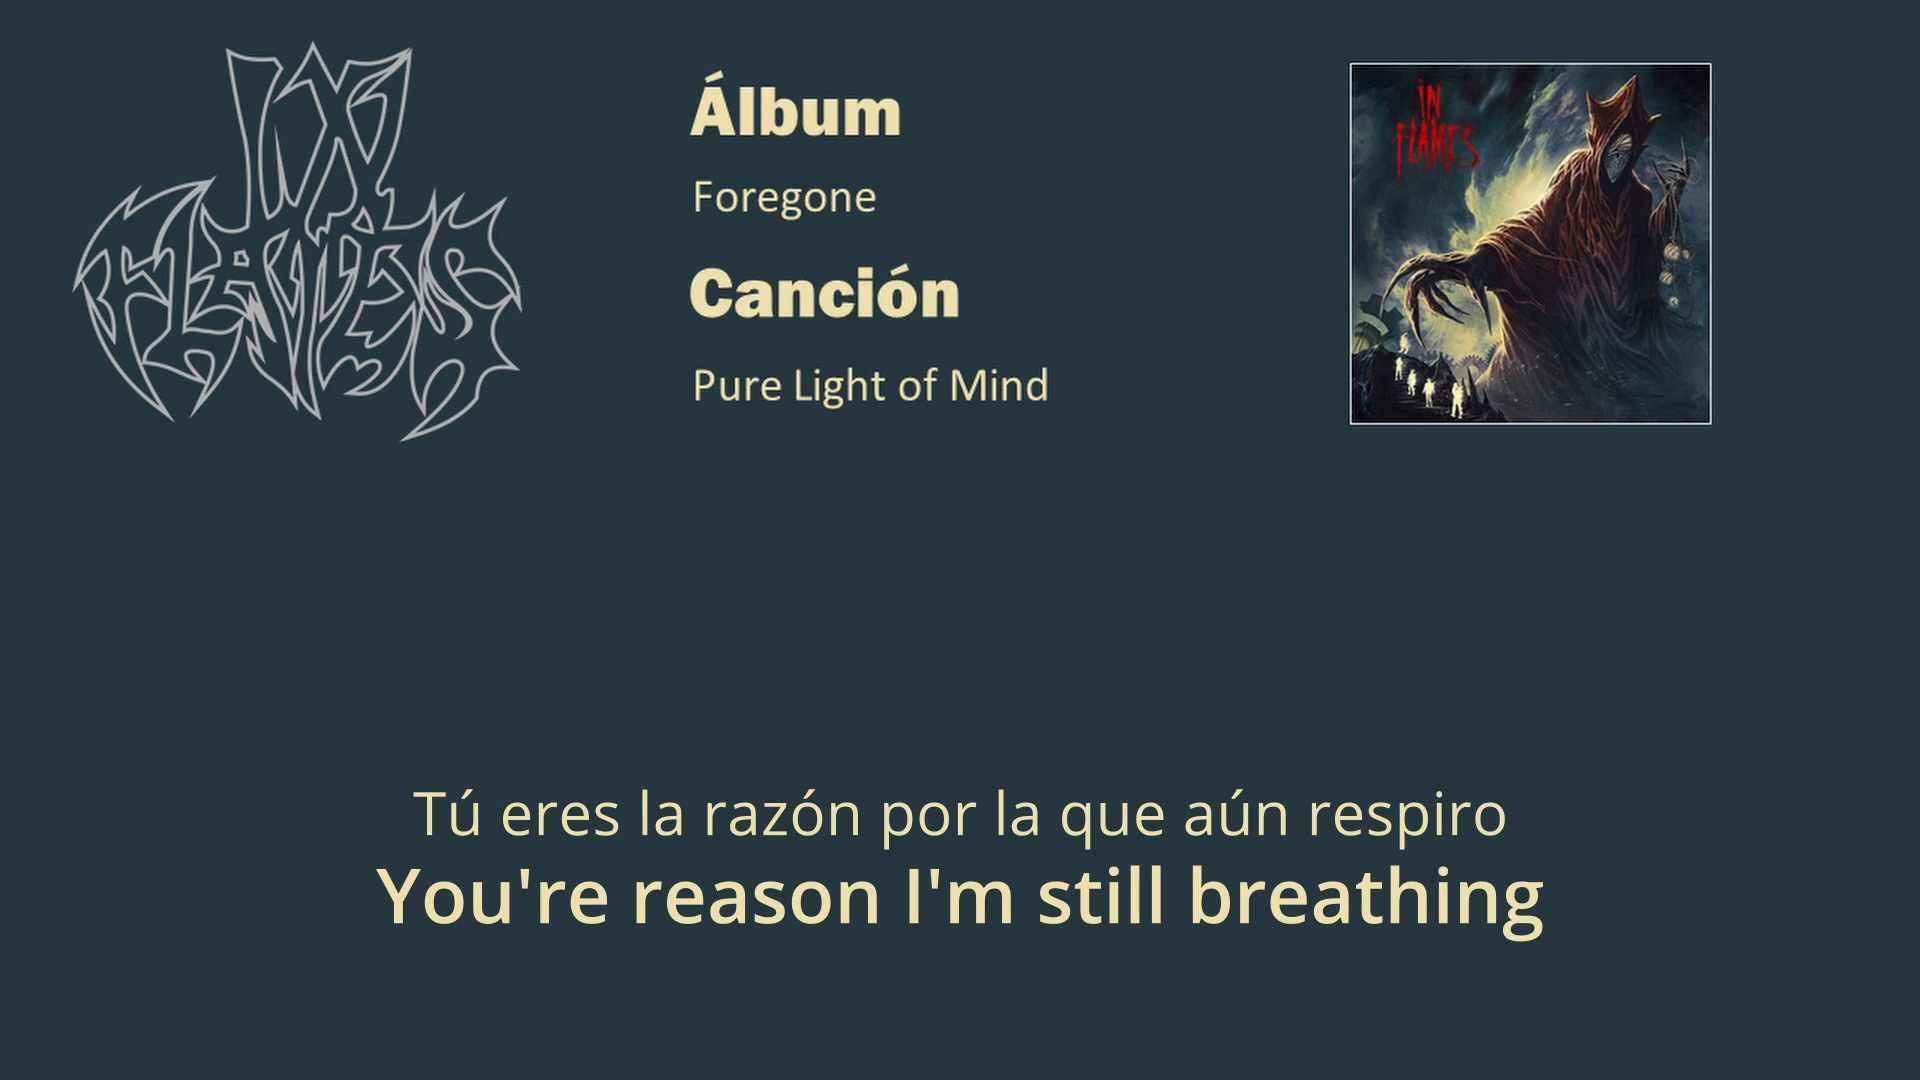 IN
FLAMES
Álbum
Foregone
Canción
Pure Light of Mind
IN
FLAMES
Tú eres la razón por la que aún respiro
You're reason I'm still breathing